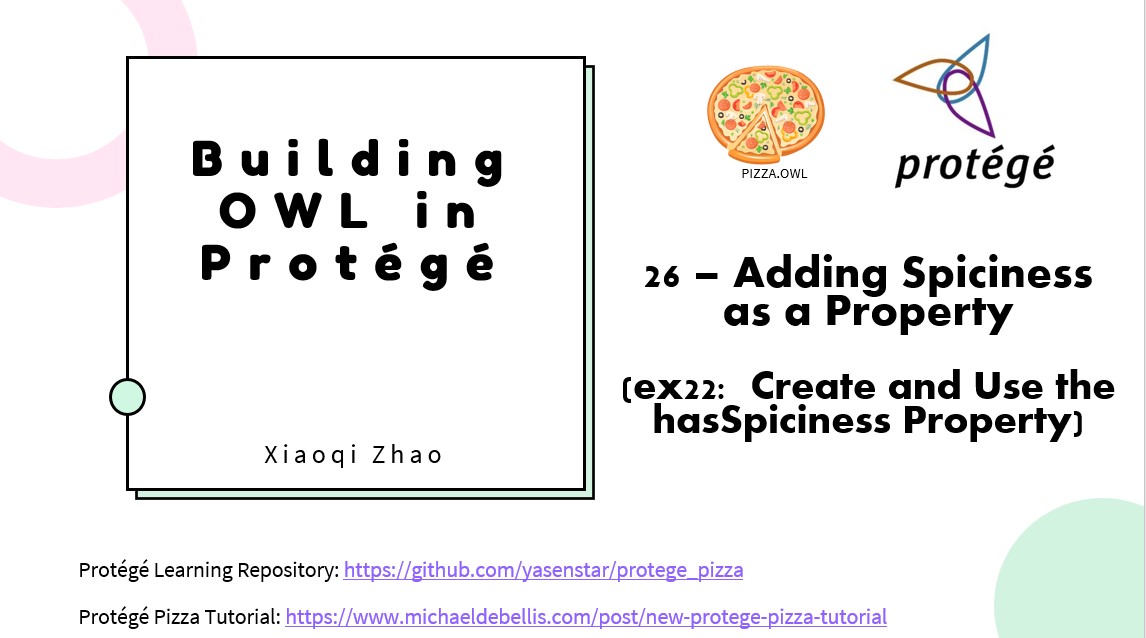 Building
OWL in
Protégé
Xiaoqi Zhao
PIZZA.OWL
protégé
26 – Adding Spiciness
as a Property
(ex22: Create and Use the
hasSpiciness Property)
Protégé Learning Repository: https://github.com/yasenstar/protege_pizza
Protégé Pizza Tutorial: https://www.michaeldebellis.com/post/new-protege-pizza-tutorial